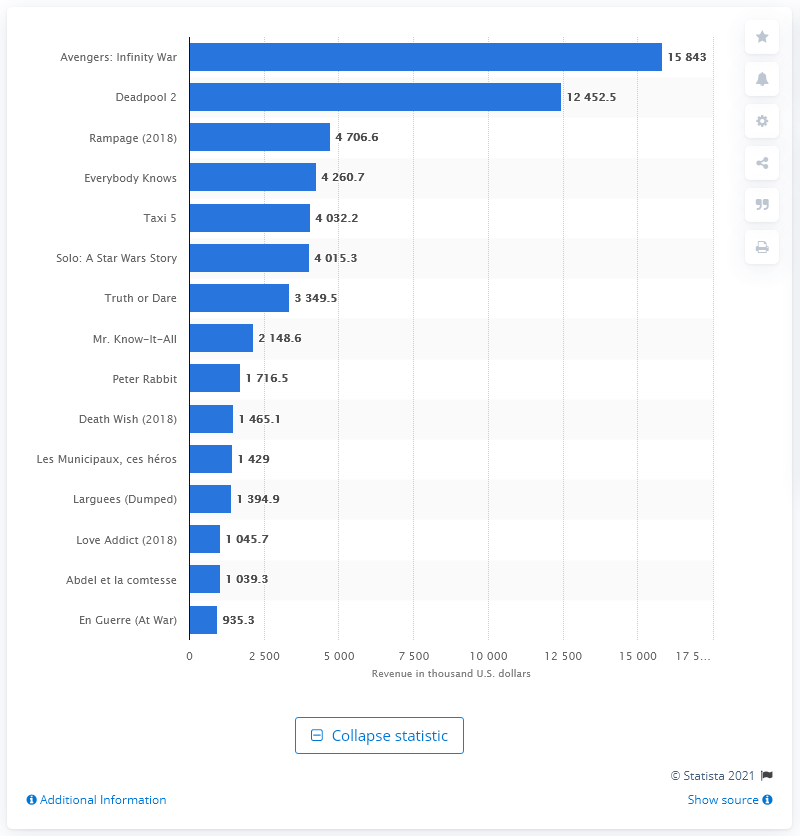 Avengers: Infinity War 15 843
Deadpool 2 12 452.5
Rampage (2018) 4 706.6
Everybody Knows 4 260.7
Taxi 5 4 032.2
Solo: A Star Wars Story 4 015.3
Truth or Dare 3 349.5
Mr. Know-It-All 2 148.6
Peter Rabbit 1 716.5
Death Wish (2018) 1 465.1
Les Municipaux, ces héros 1 429
Larguees (Dumped) 1 394.9
Love Addict (2018) 1 045.7
Abdel et la comtesse 1 039.3
En Guerre (At War) 935.3
0 2 500 5 000 7 500 10 000 12 500 15 000 17 5...
Revenue in thousand U.S. dollars
Collapse statistic
© Statista 2021
Additional Information Show source